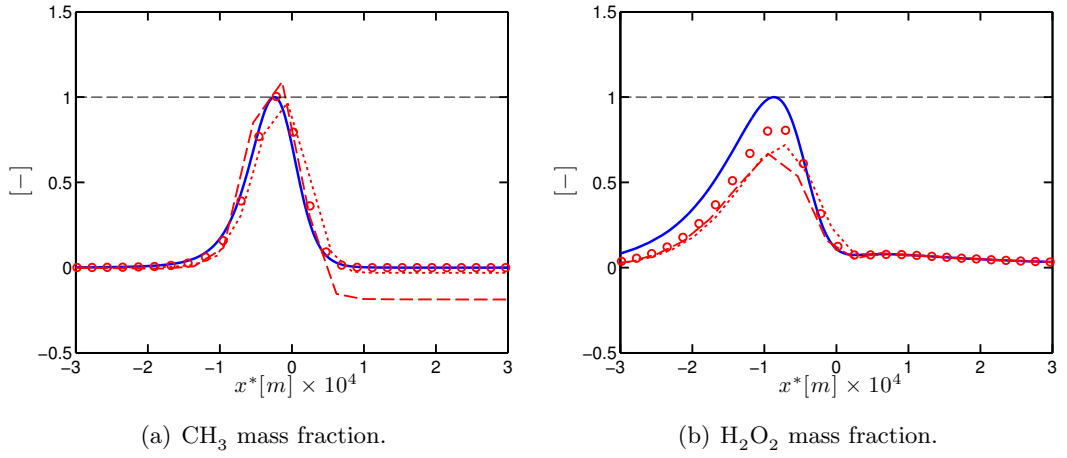 1.5
1
0.5
0
−0.5
[−]
−3 −2 −1 0 1 2 3
x*[m] × 10⁴
(a) CH₃ mass fraction.
1.5
1
0.5
0
−0.5
[−]
−3 −2 −1 0 1 2 3
x*[m] × 10⁴
(b) H₂O₂ mass fraction.